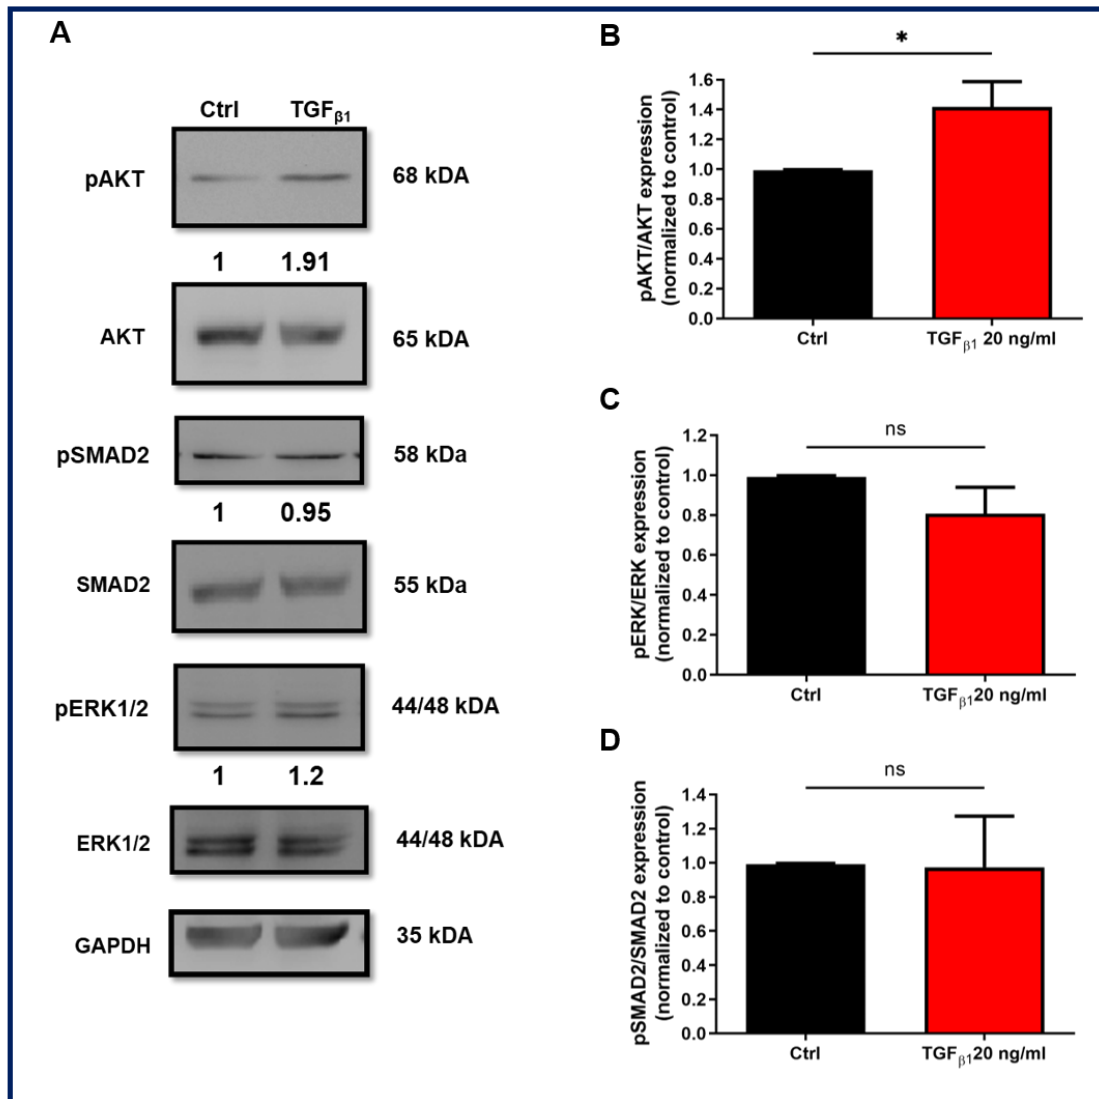 A
Ctrl TGFβ1
pAKT 68 kDA
1 1.91
AKT 65 kDA
pSMAD2 58 kDa
1 0.95
SMAD2 55 kDa
pERK1/2 44/48 kDA
1 1.2
ERK1/2 44/48 kDA
GAPDH 35 kDA
B
*
pAKT/AKT expression
(normalized to control)
1.6
1.4
1.2
1.0
0.8
0.6
0.4
0.2
0.0
Ctrl TGFβ1 20 ng/ml
C
ns
pERK/ERK expression
(normalized to control)
1.2
1.0
0.8
0.6
0.4
0.2
0.0
Ctrl TGFβ120 ng/ml
D
ns
pSMAD2/SMAD2 expression
(normalized to control)
1.4
1.2
1.0
0.8
0.6
0.4
0.2
0.0
Ctrl TGFβ120 ng/ml